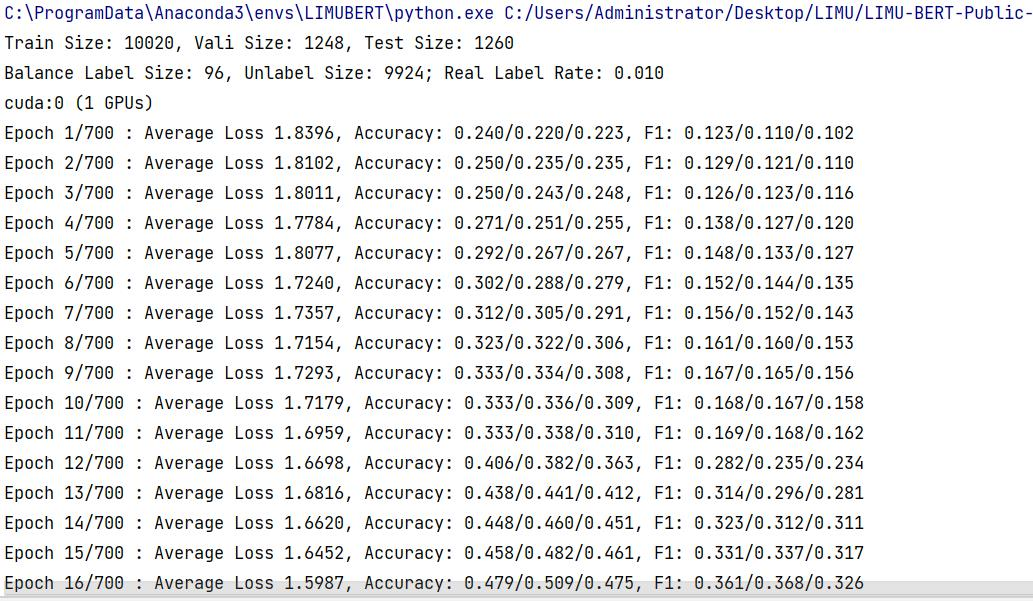 C:\ProgramData\Anaconda3\envs\LIMUBERT\python.exe C:/Users/Administrator/Desktop/LIMU/LIMU-BERT-Public-
Train Size: 10020, Vali Size: 1248, Test Size: 1260
Balance Label Size: 96, Unlabel Size: 9924; Real Label Rate: 0.010
cuda:0 (1 GPUs)
Epoch 1/700 : Average Loss 1.8396, Accuracy: 0.240/0.220/0.223, F1: 0.123/0.110/0.102
Epoch 2/700 : Average Loss 1.8102, Accuracy: 0.250/0.235/0.235, F1: 0.129/0.121/0.110
Epoch 3/700 : Average Loss 1.8011, Accuracy: 0.250/0.243/0.248, F1: 0.126/0.123/0.116
Epoch 4/700 : Average Loss 1.7784, Accuracy: 0.271/0.251/0.255, F1: 0.138/0.127/0.120
Epoch 5/700 : Average Loss 1.8077, Accuracy: 0.292/0.267/0.267, F1: 0.148/0.133/0.127
Epoch 6/700 : Average Loss 1.7240, Accuracy: 0.302/0.288/0.279, F1: 0.152/0.144/0.135
Epoch 7/700 : Average Loss 1.7357, Accuracy: 0.312/0.305/0.291, F1: 0.156/0.152/0.143
Epoch 8/700 : Average Loss 1.7154, Accuracy: 0.323/0.322/0.306, F1: 0.161/0.160/0.153
Epoch 9/700 : Average Loss 1.7293, Accuracy: 0.333/0.334/0.308, F1: 0.167/0.165/0.156
Epoch 10/700 : Average Loss 1.7179, Accuracy: 0.333/0.336/0.309, F1: 0.168/0.167/0.158
Epoch 11/700 : Average Loss 1.6959, Accuracy: 0.333/0.338/0.310, F1: 0.169/0.168/0.162
Epoch 12/700 : Average Loss 1.6698, Accuracy: 0.406/0.382/0.363, F1: 0.282/0.235/0.234
Epoch 13/700 : Average Loss 1.6816, Accuracy: 0.438/0.441/0.412, F1: 0.314/0.296/0.281
Epoch 14/700 : Average Loss 1.6620, Accuracy: 0.448/0.460/0.451, F1: 0.323/0.312/0.311
Epoch 15/700 : Average Loss 1.6452, Accuracy: 0.458/0.482/0.461, F1: 0.331/0.337/0.317
Epoch 16/700 : Average Loss 1.5987, Accuracy: 0.479/0.509/0.475, F1: 0.361/0.368/0.326